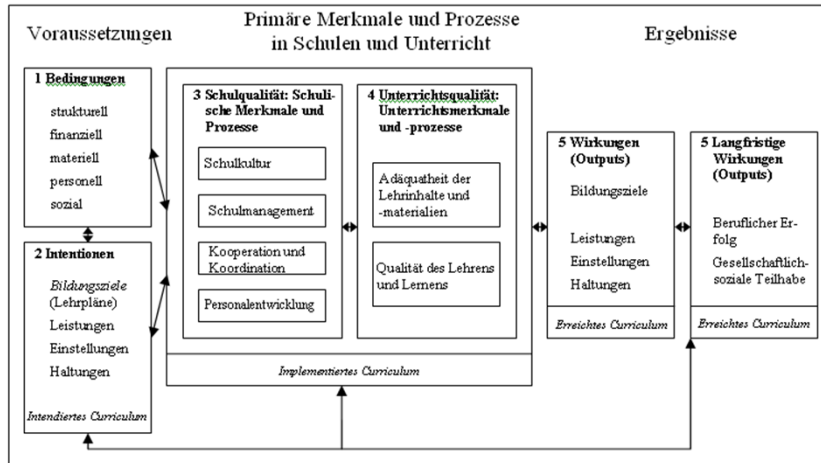 Voraussetzungen
Primäre Merkmale und Prozesse
in Schulen und Unterricht
Ergebnisse
1 Bedingungen
strukturell
finanziell
materiell
personell
sozial
2 Intentionen
Bildungsziele
(Lehrpläne)
Leistungen
Einstellungen
Haltungen
Intendiertes Curriculum
3 Schulqualität: Schuli-
sche Merkmale und
Prozesse
Schulkultur
Schulmanagement
Kooperation und
Koordination
Personalentwicklung
4 Unterrichtsqualität:
Unterrichtsmerkmale
und -prozesse
Adäquatheit der
Lehrinhalte und
-materialien
Qualität des Lehrens
und Lernens
Implementiertes Curriculum
5 Wirkungen
(Outputs)
Bildungsziele
Leistungen
Einstellungen
Haltungen
Erreichtes Curriculum
5 Langfristige
Wirkungen
(Outputs)
Beruflicher Er-
folg
Gesellschaftlich-
soziale Teilhabe
Erreichtes Curriculum